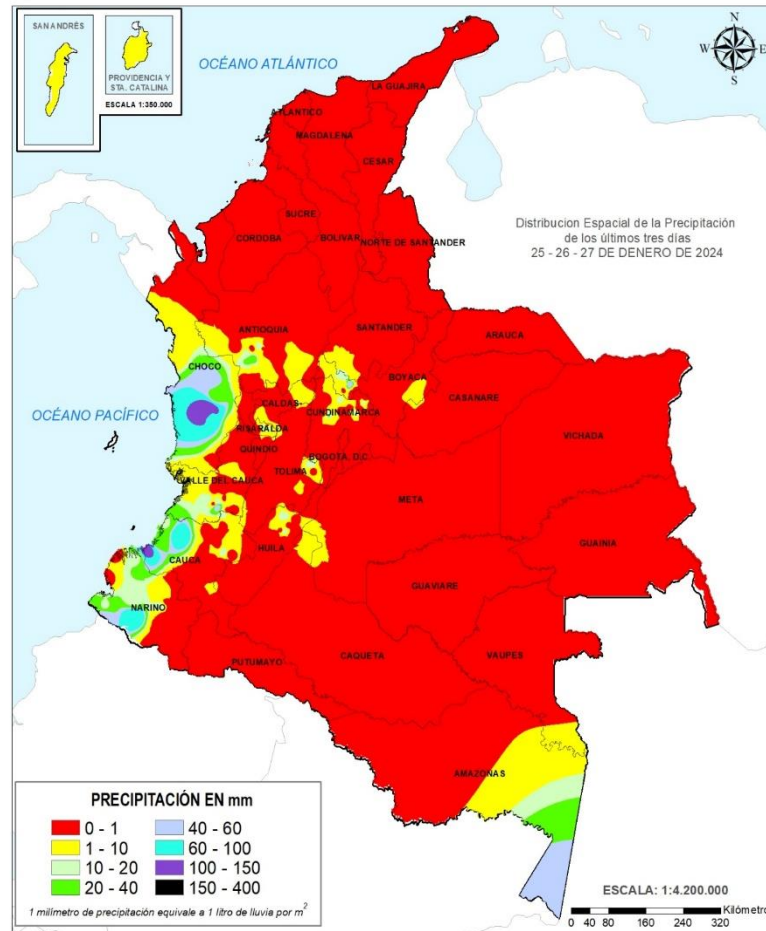 SAN ANDRÉS
PROVIDENCIA Y
STA. CATALINA
ESCALA 1:350.000
OCÉANO ATLÁNTICO
N
W E
S
LA GUAJIRA
ATLANTICO
MAGDALENA
CESAR
SUCRE
CORDOBA
BOLIVAR
NORTE DE SANTANDER
Distribucion Espacial de la Precipitación
de los últimos tres días
25 - 26 - 27 DE DENERO DE 2024
ANTIOQUIA
SANTANDER
ARAUCA
CHOCO
BOYACA
CASANARE
OCÉANO PACÍFICO
CALDAS
CUNDINAMARCA
RISARALDA
VICHADA
QUINDIO
BOGOTÁ, D.C.
TOLIMA
VALLE DEL CAUCA
META
GUAINIA
HUILA
CAUCA
GUAVIARE
NARINO
CAQUETA
VAUPES
PUTUMAYO
AMAZONAS
PRECIPITACIÓN EN mm
0 - 1
1 - 10
10 - 20
20 - 40
40 - 60
60 - 100
100 - 150
150 - 400
1 milímetro de precipitación equivale a 1 litro de lluvia por m²
ESCALA: 1:4.200.000
Kilómetro
0 40 80 160 240 320